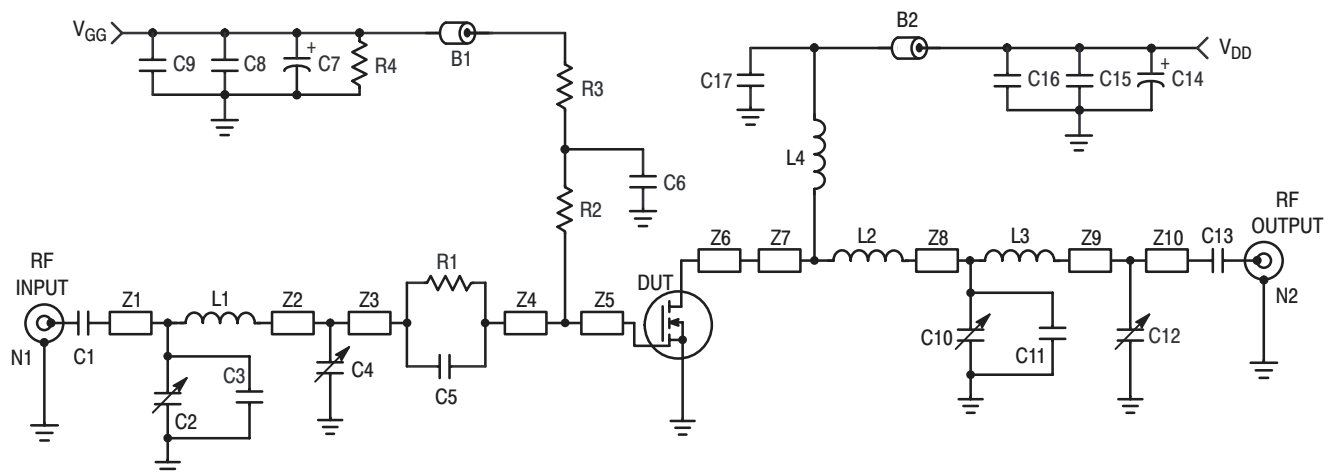 VGG
C9
C8
+
C7
R4
B1
R3
C6
R2
B2
VDD
C17
C16
C15
+
C14
L4
RF
INPUT
N1
C1
Z1
L1
Z2
Z3
R1
Z4
Z5
C3
C2
C4
C5
DUT
Z6
Z7
L2
Z8
L3
Z9
Z10
C13
RF
OUTPUT
N2
C10
C11
C12